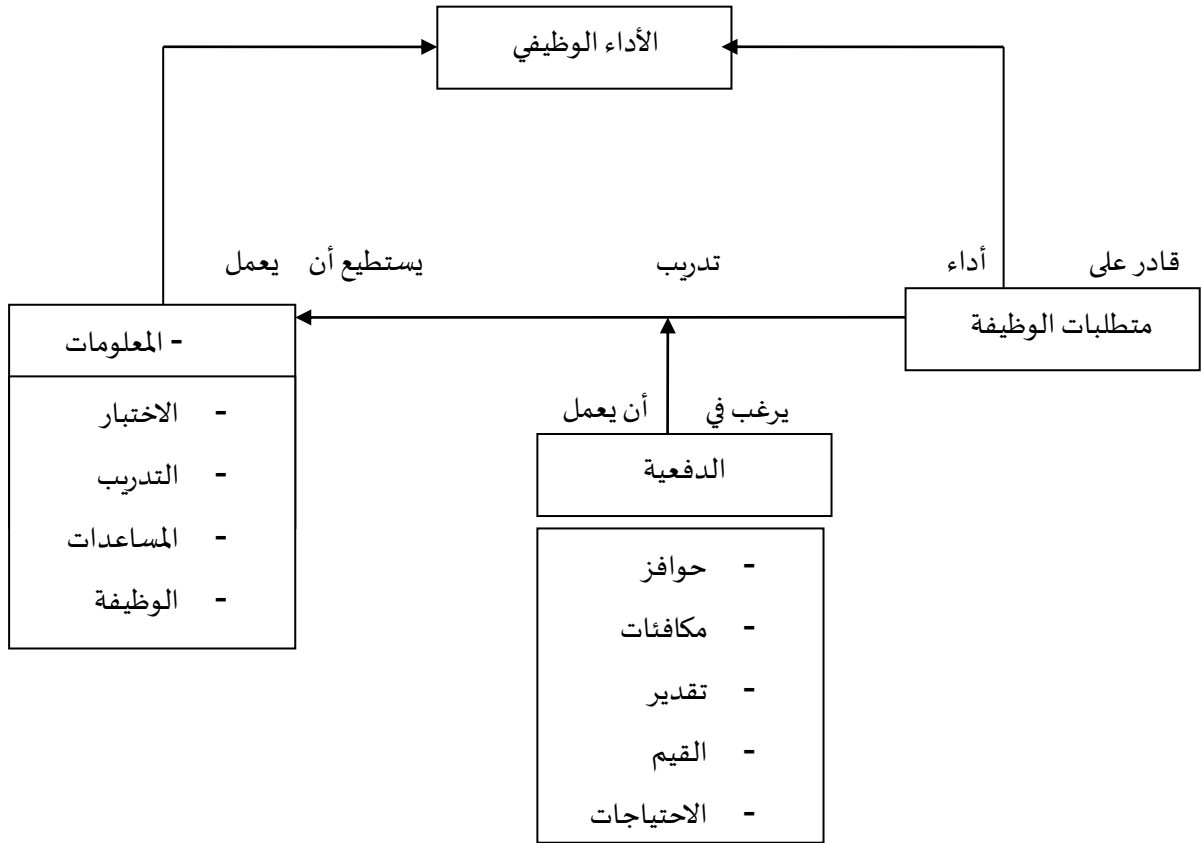 الأداء الوظيفي
قادر على أداء تدريب يستطيع أن يعمل
متطلبات الوظيفة
- المعلومات
- الاختبار
- التدريب
- المساعدات
- الوظيفة
يرغب في أن يعمل
الدفعية
- حوافز
- مكافئات
- تقدير
- القيم
- الاحتياجات